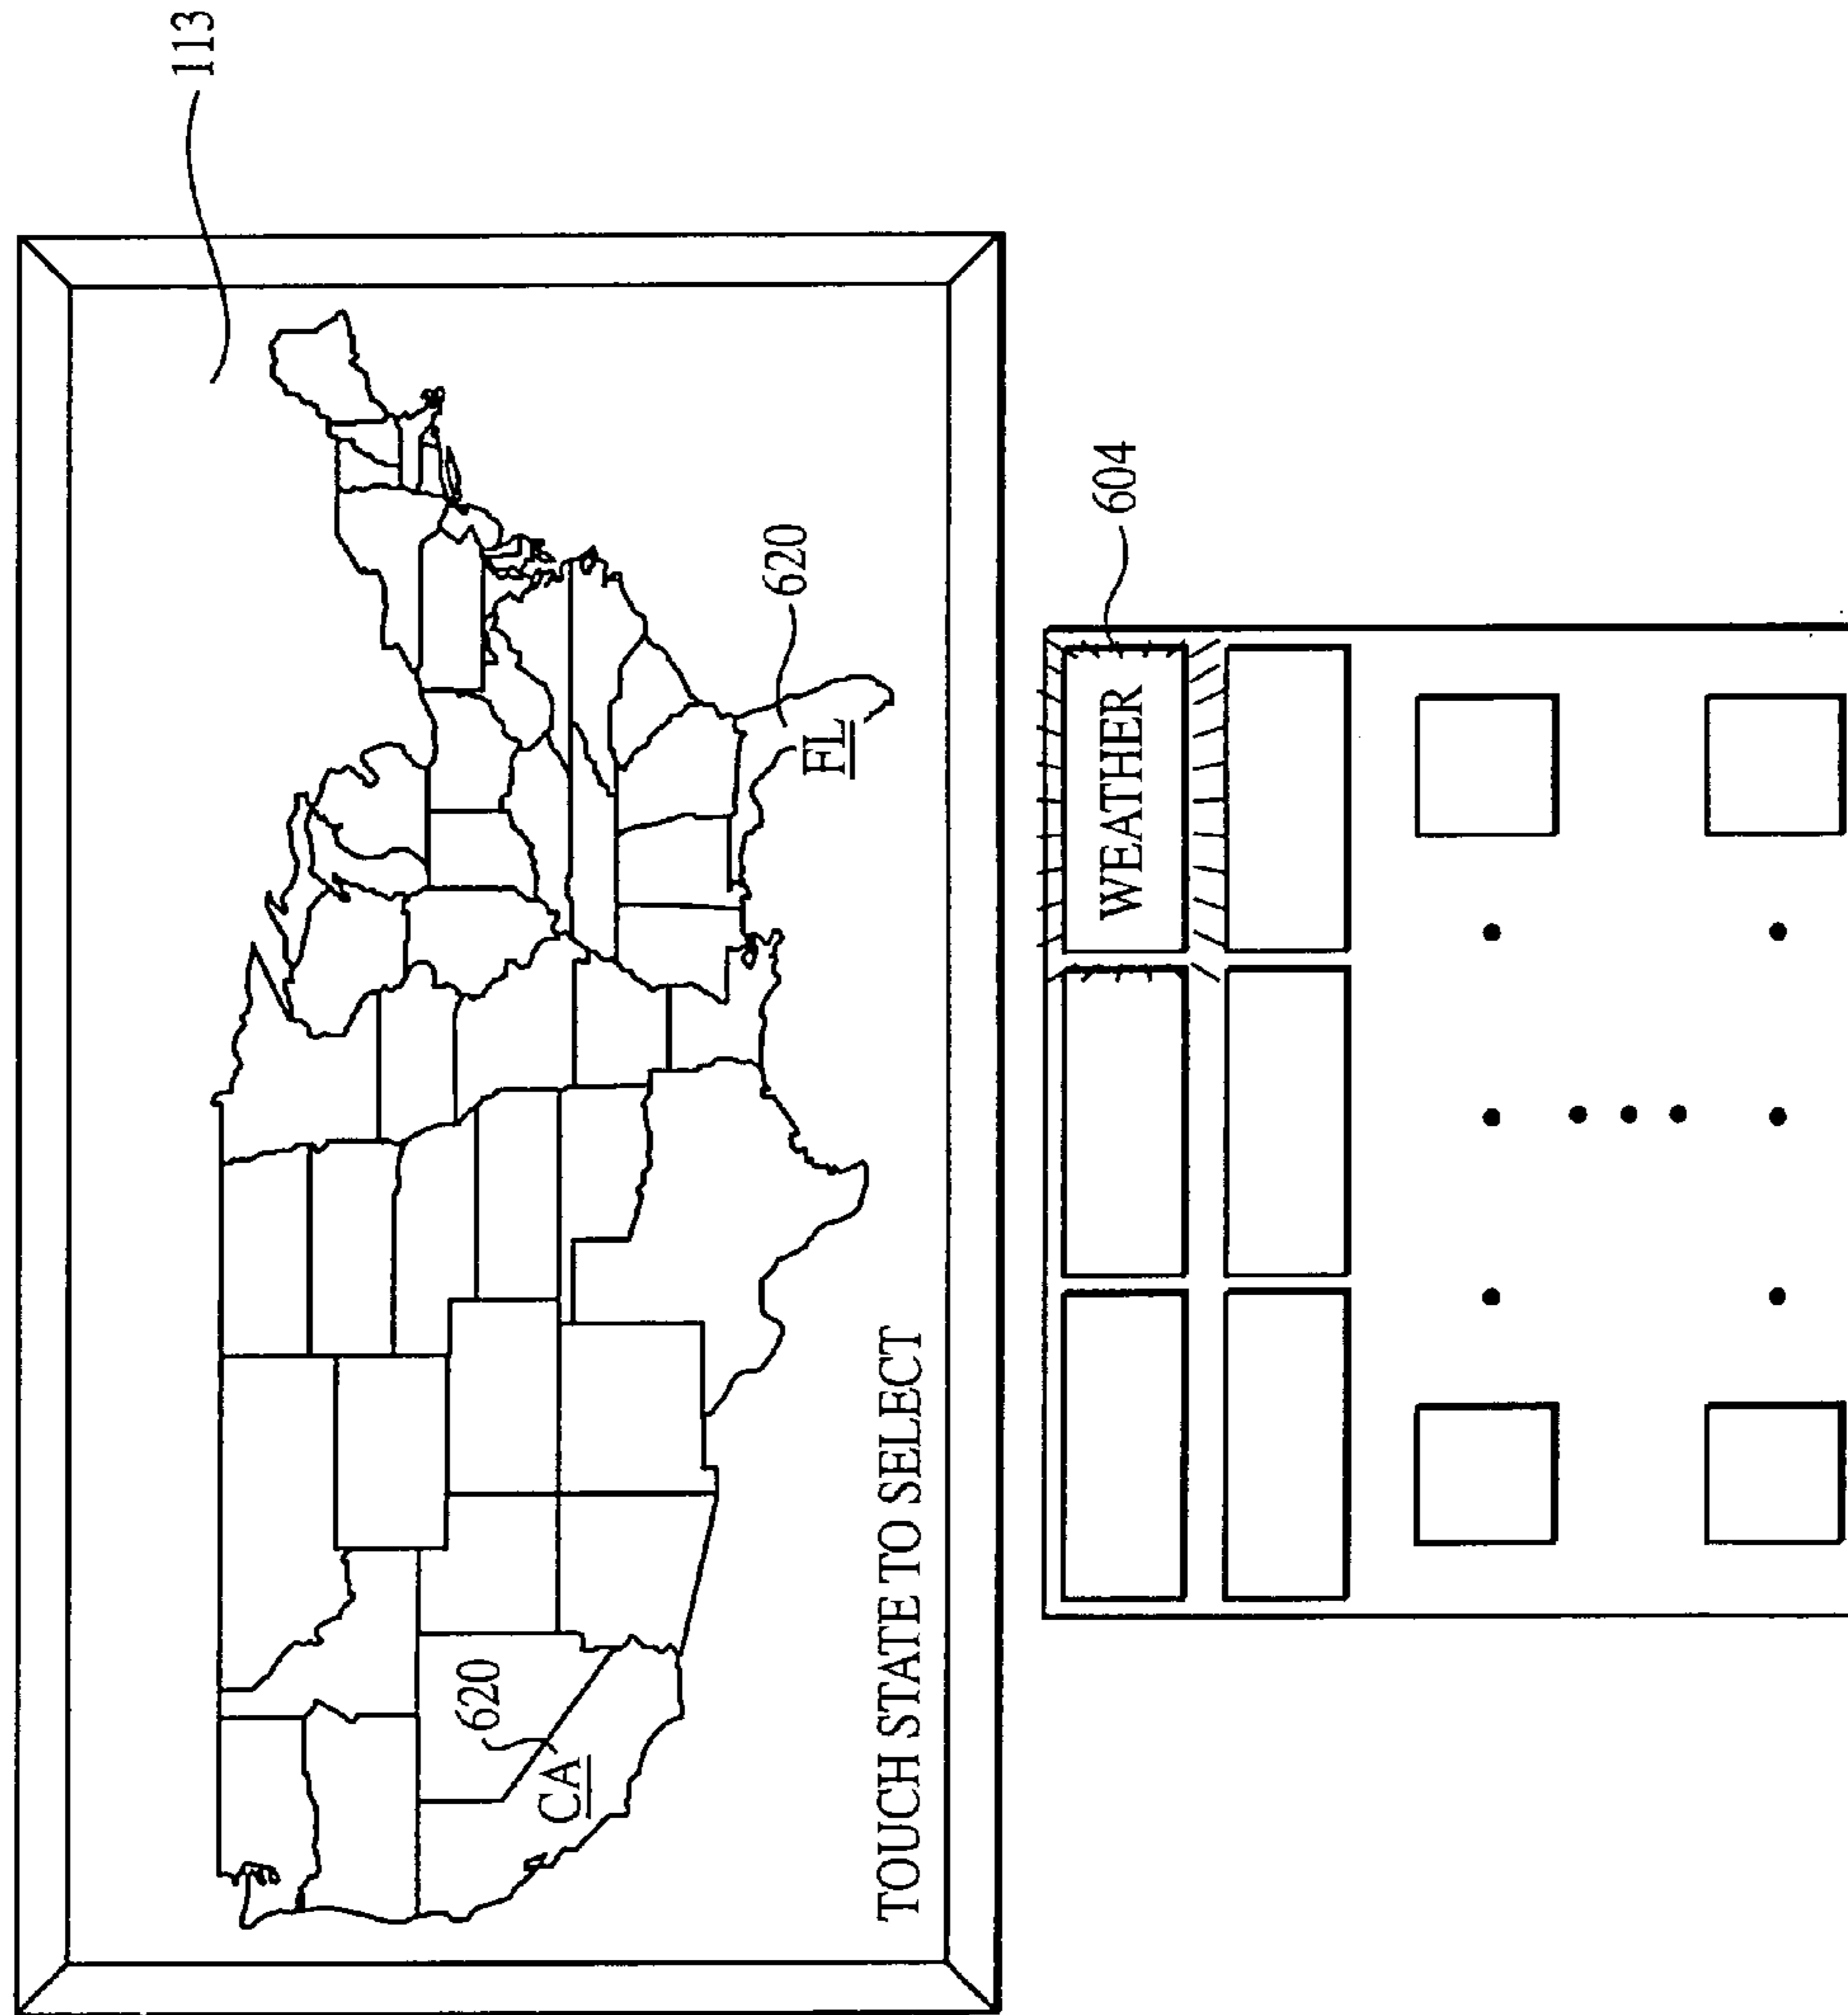 113
620
CA
FL
620
TOUCH STATE TO SELECT
604
WEATHER